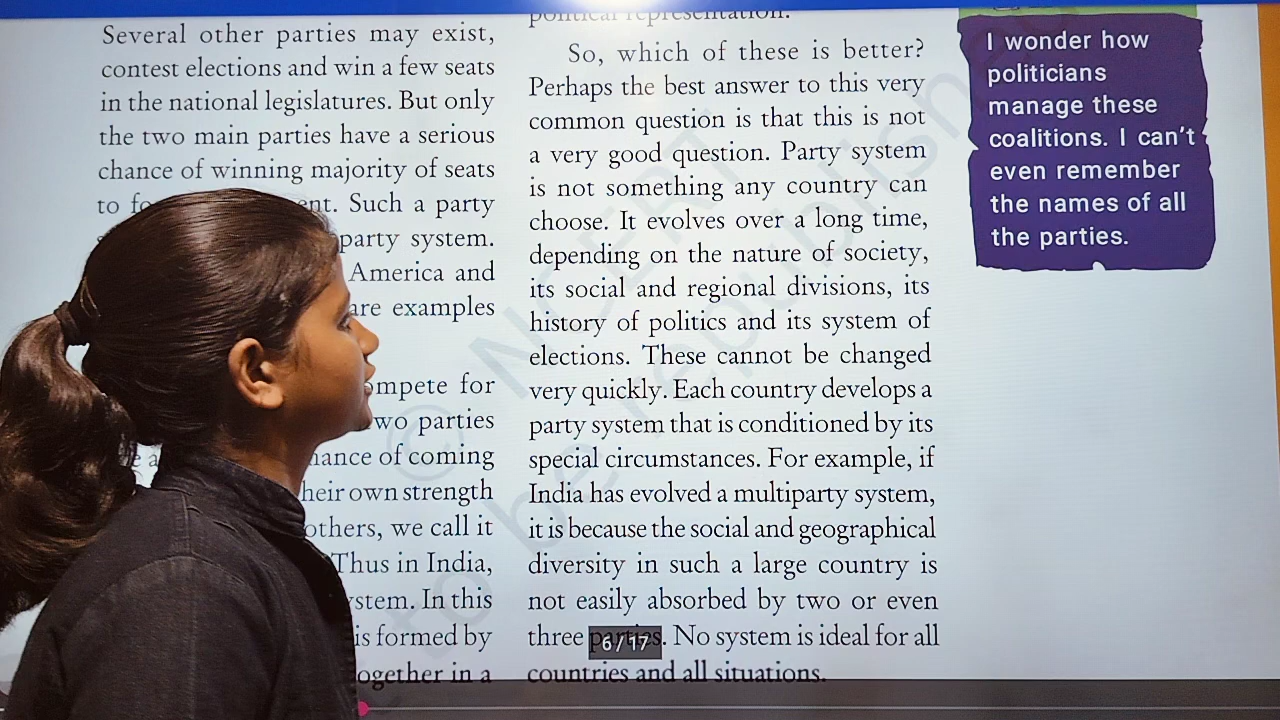 Several other parties may exist,
contest elections and win a few seats
in the national legislatures. But only
the two main parties have a serious
chance of winning majority of seats
to
Such a party
party system.
America and
are examples
for
two parties
of coming
their own strength
others, we call it
Thus in India,
In this
is formed by
in a
political representation.
So, which of these is better?
Perhaps the best answer to this very
common question is that this is not
a very good question. Party system
is not something any country can
choose. It evolves over a long time,
depending on the nature of society,
its social and regional divisions, its
history of politics and its system of
elections. These cannot be changed
very quickly. Each country develops a
party system that is conditioned by its
special circumstances. For example, if
India has evolved a multiparty system,
it is because the social and geographical
diversity in such a large country is
not easily absorbed by two or even
three parties. No system is ideal for all
countries and all situations.
6/17
I wonder how
politicians
manage these
coalitions. I can't
even remember
the names of all
the parties.
© NCERT
to be republished